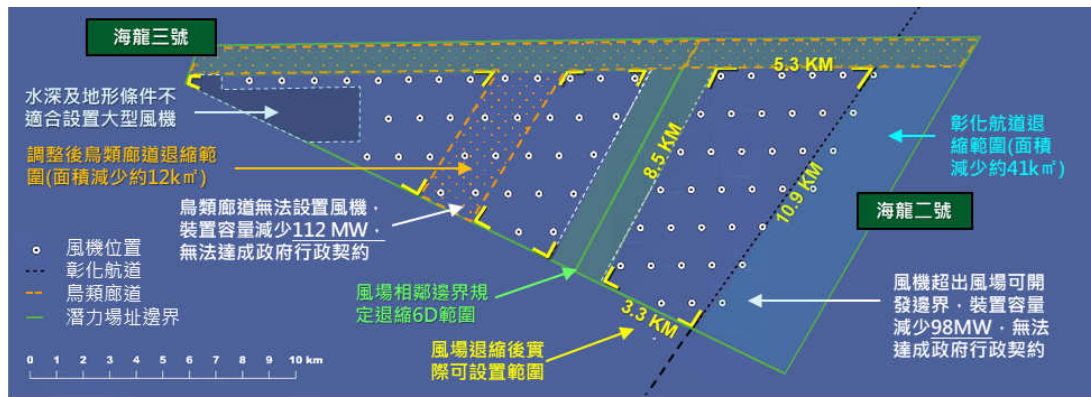 海龍三號
水深及地形條件不
適合設置大型風機
調整後鳥類廊道退縮範
圍(面積減少約12k㎡)
鳥類廊道無法設置風機，
裝置容量減少112 MW，
無法達成政府行政契約
風機位置
彰化航道
鳥類廊道
潛力場址邊界
0 1 2 3 4 5 6 7 8 9 10 km
風場相鄰邊界規
定退縮6D範圍
風場退縮後實
際可設置範圍
5.3 KM
8.5 KM
10.9 KM
3.3 KM
彰化航道退
縮範圍(面積
減少約41k㎡)
海龍二號
風機超出風場可開
發邊界，裝置容量
減少98MW，無法
達成政府行政契約